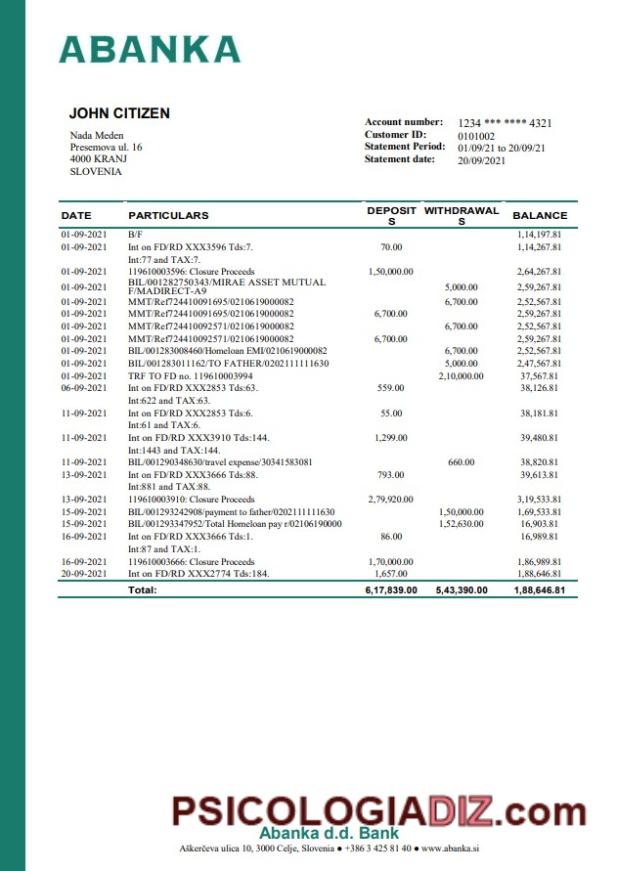 ABANKA
JOHN CITIZEN
Nada Meden
Presernova ul. 16
4000 KRANJ
SLOVENIA
Account number: 1234 *** **** 4321
Customer ID: 0101002
Statement Period: 01/09/21 to 20/09/21
Statement date: 20/09/2021
DATE PARTICULARS DEPOSIT S WITHDRAWAL S BALANCE
01-09-2021 B/F 1,14,197.81
01-09-2021 Int on FD/RD XXX3596 Tds:7. 70.00 1,14,267.81
Int:77 and TAX:7.
01-09-2021 119610003596: Closure Proceeds 1,50,000.00 2,64,267.81
01-09-2021 BIL/001282750343/MIRAE ASSET MUTUAL F/MADIRECT-A9 5,000.00 2,59,267.81
01-09-2021 MMT/Ref724410091695/0210619000082 6,700.00 2,52,567.81
01-09-2021 MMT/Ref724410091695/0210619000082 6,700.00 2,59,267.81
01-09-2021 MMT/Ref724410092571/0210619000082 6,700.00 2,52,567.81
01-09-2021 MMT/Ref724410092571/0210619000082 6,700.00 2,59,267.81
01-09-2021 BIL/001283008460/Homeloan EMI/0210619000082 6,700.00 2,52,567.81
01-09-2021 BIL/001283011162/TO FATHER/0202111111630 5,000.00 2,47,567.81
01-09-2021 TRF TO FD no. 119610003994 2,10,000.00 37,567.81
06-09-2021 Int on FD/RD XXX2853 Tds:63. 559.00 38,126.81
Int:622 and TAX:63.
11-09-2021 Int on FD/RD XXX2853 Tds:6. 55.00 38,181.81
Int:61 and TAX:6.
11-09-2021 Int on FD/RD XXX3910 Tds:144. 1,299.00 39,480.81
Int:1443 and TAX:144.
11-09-2021 BIL/001290348630/travel expense/30341583081 660.00 38,820.81
13-09-2021 Int on FD/RD XXX3666 Tds:88. 793.00 39,613.81
Int:881 and TAX:88.
13-09-2021 119610003910: Closure Proceeds 2,79,920.00 3,19,533.81
15-09-2021 BIL/001293242908/payment to father/0202111111630 1,50,000.00 1,69,533.81
15-09-2021 BIL/001293347952/Total Homeloan pay r/02106190000 1,52,630.00 16,903.81
16-09-2021 Int on FD/RD XXX3666 Tds:1. 86.00 16,989.81
Int:87 and TAX:1.
16-09-2021 119610003666: Closure Proceeds 1,70,000.00 1,86,989.81
20-09-2021 Int on FD/RD XXX2774 Tds:184. 1,657.00 1,88,646.81
Total: 6,17,839.00 5,43,390.00 1,88,646.81
PSICOLOGIADIZ.com
Abanka d.d. Bank
Aškerčeva ulica 10, 3000 Celje, Slovenia ● +386 3 425 81 40 ● www.abanka.si